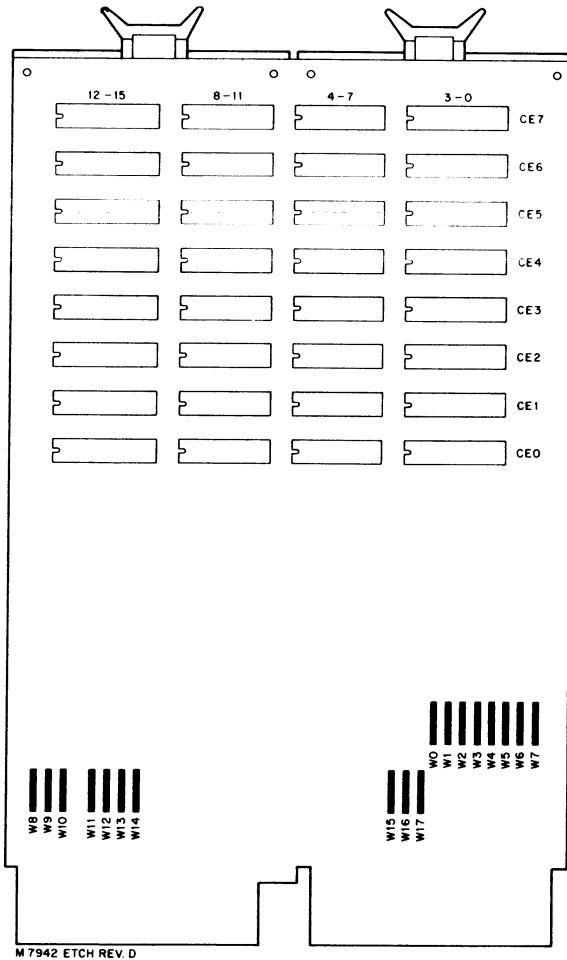 12-15 8-11 4-7 3-0
CE7
CE6
CE5
CE4
CE3
CE2
CE1
CE0
W0 W1 W2 W3 W4 W5 W6 W7
W8 W9 W10 W11 W12 W13 W14
W15 W16 W17
M 7942 ETCH REV. D